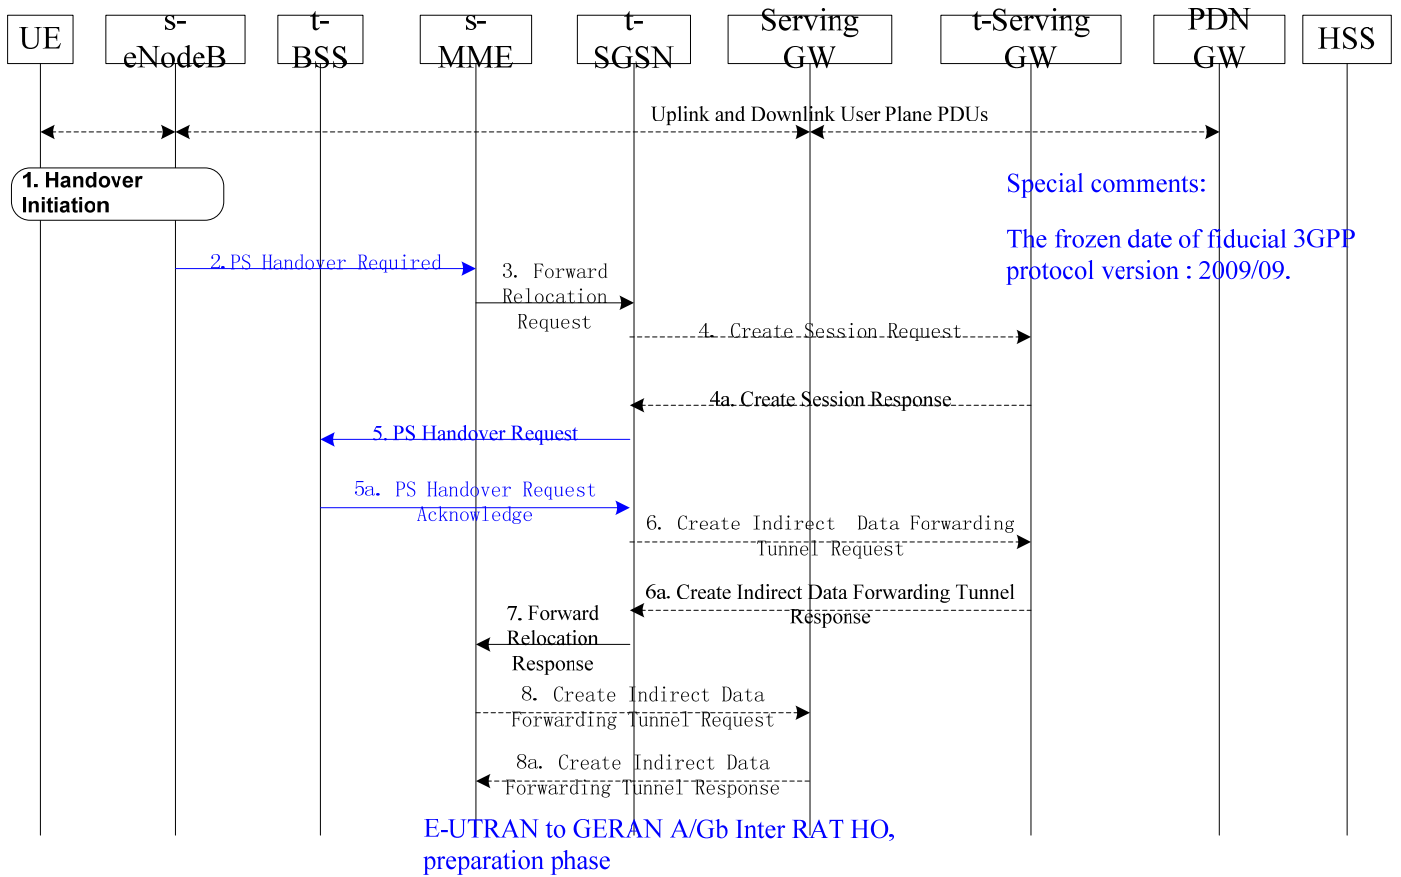 UE
s-
eNodeB
t-
BSS
s-
MME
t-
SGSN
Serving
GW
t-Serving
GW
PDN
GW
HSS
Uplink and Downlink User Plane PDUs
1. Handover
Initiation
Special comments:
The frozen date of fiducial 3GPP
protocol version : 2009/09.
2. PS Handover Required
3. Forward
Relocation
Request
4. Create Session Request
4a. Create Session Response
5. PS Handover Request
5a. PS Handover Request
Acknowledge
6. Create Indirect Data Forwarding
Tunnel Request
6a. Create Indirect Data Forwarding Tunnel
Response
7. Forward
Relocation
Response
8. Create Indirect Data
Forwarding Tunnel Request
8a. Create Indirect Data
Forwarding Tunnel Response
E-UTRAN to GERAN A/Gb Inter RAT HO,
preparation phase